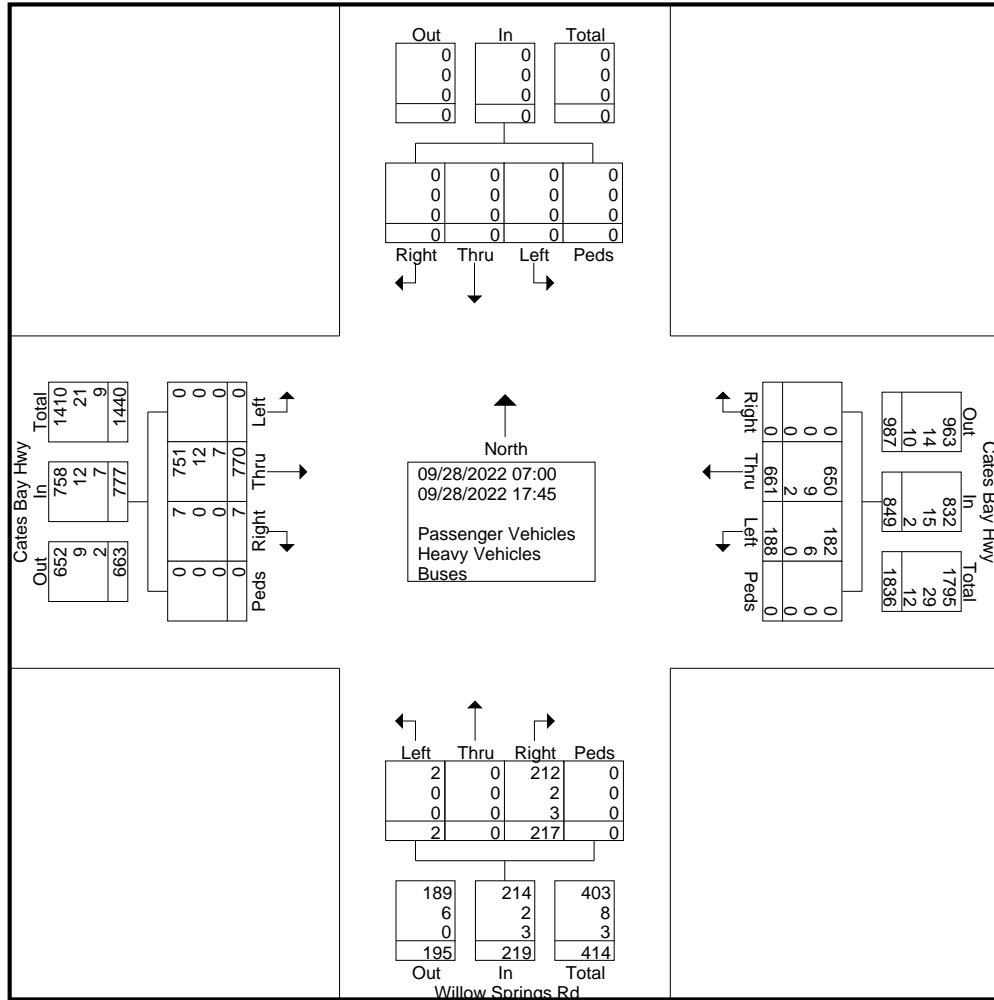 Out In Total
0 0 0
0 0 0
0 0 0
0 0 0
0 0 0 0
0 0 0 0
0 0 0 0
0 0 0 0
Right Thru Left Peds
Cates Bay Hwy
Total In Out
1410 758 652
21 12 9
9 7 2
1440 777 663
0 751 7 0
0 12 0 0
0 7 0 0
0 770 7 0
Left Thru Right Peds
North
09/28/2022 07:00
09/28/2022 17:45
Passenger Vehicles
Heavy Vehicles
Buses
Right Thru Left Peds
0 650 182 0
0 9 6 0
0 2 0 0
0 661 188 0
Cates Bay Hwy
Out In Total
963 832 1795
14 15 29
10 2 12
987 849 1836
Left Thru Right Peds
2 0 212 0
0 0 2 0
0 0 3 0
2 0 217 0
189 214 403
6 2 8
0 3 3
195 219 414
Out In Total
Willow Springs Rd